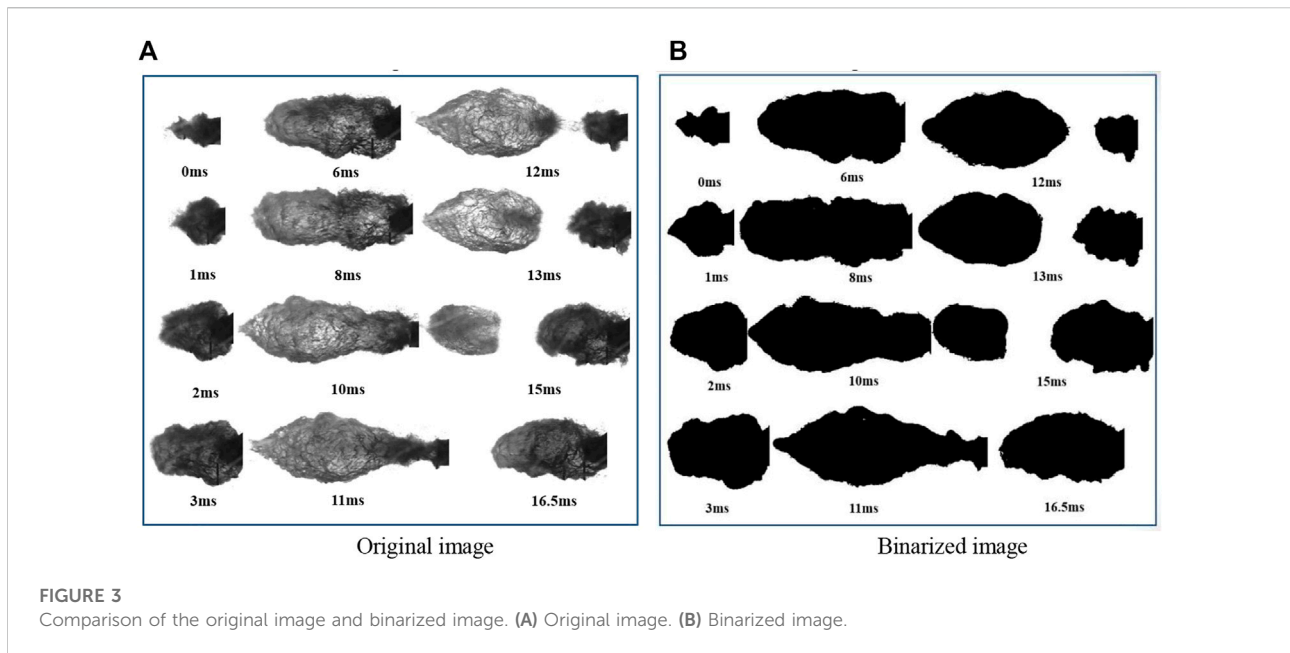 A
B
0ms 6ms 12ms
1ms 8ms 13ms
2ms 10ms 15ms
3ms 11ms 16.5ms
0ms 6ms 12ms
1ms 8ms 13ms
2ms 10ms 15ms
3ms 11ms 16.5ms
Original image
Binarized image
FIGURE 3
Comparison of the original image and binarized image. (A) Original image. (B) Binarized image.